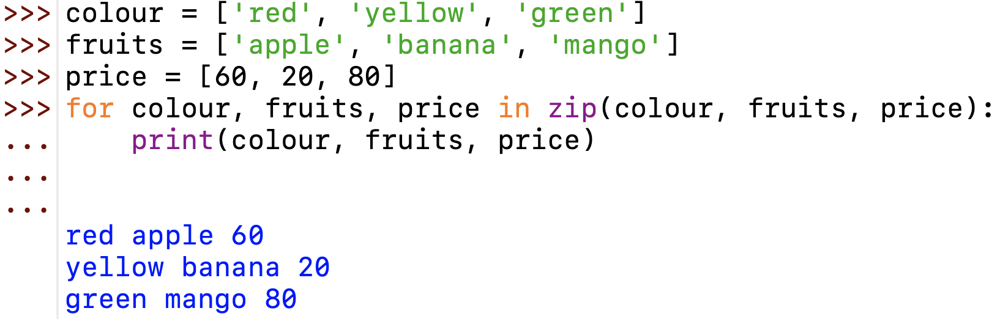 >>> colour = ['red', 'yellow', 'green']
>>> fruits = ['apple', 'banana', 'mango']
>>> price = [60, 20, 80]
>>> for colour, fruits, price in zip(colour, fruits, price):
...     print(colour, fruits, price)
...
...
red apple 60
yellow banana 20
green mango 80